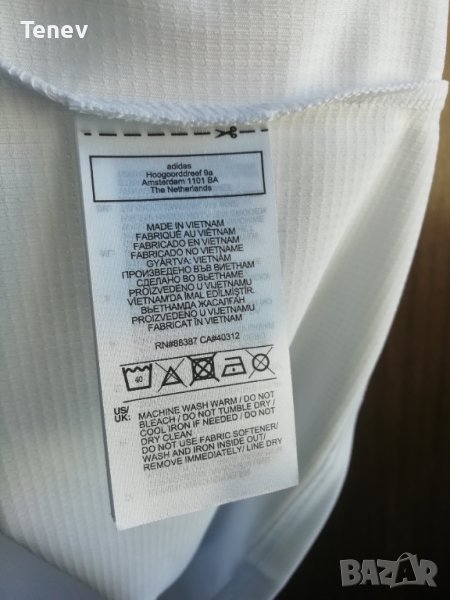 Tenev
adidas
Hoogoorddreef 9a
Amsterdam 1101 BA
The Netherlands
MADE IN VIETNAM
FABRIQUÉ AU VIETNAM
FABRICADO EN VIETNAM
FABRICADO NO VIETNAME
GYÁRTVA: VIETNAM
ПРОИЗВЕДЕНО ВЪВ ВИЕТНАМ
СДЕЛАНО ВО ВЬЕТНАМЕ
PROIZVEDENO U VIJETNAMU
VİETNAM'DA İMAL EDİLMİŞTİR.
ВЬЕТНАМДА ЖАСАЛҒАН
PROIZVEDENO U VIJETNAMU
FABRICAT ÎN VIETNAM
RN#88387 CA#40312
40
US/
UK:
MACHINE WASH WARM / DO NOT
BLEACH / DO NOT TUMBLE DRY /
COOL IRON IF NEEDED / DO NOT
DRY CLEAN
DO NOT USE FABRIC SOFTENER/
WASH AND IRON INSIDE OUT/
REMOVE IMMEDIATELY/ LINE DRY
BAZAR